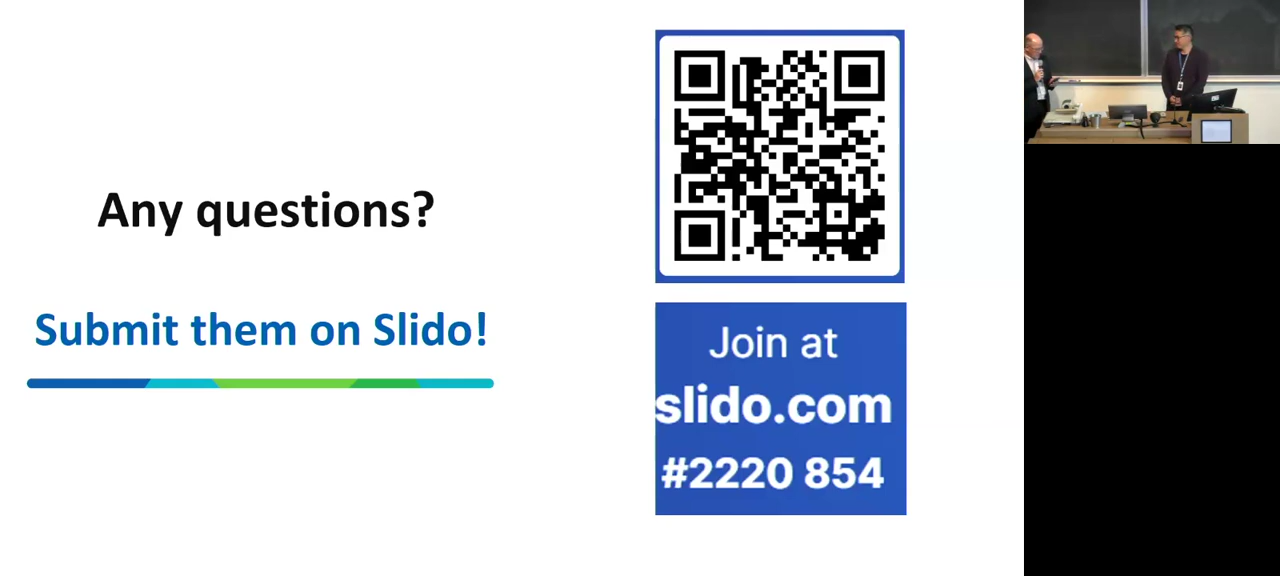 Any questions?
Submit them on Slido!
Join at
slido.com
#2220 854